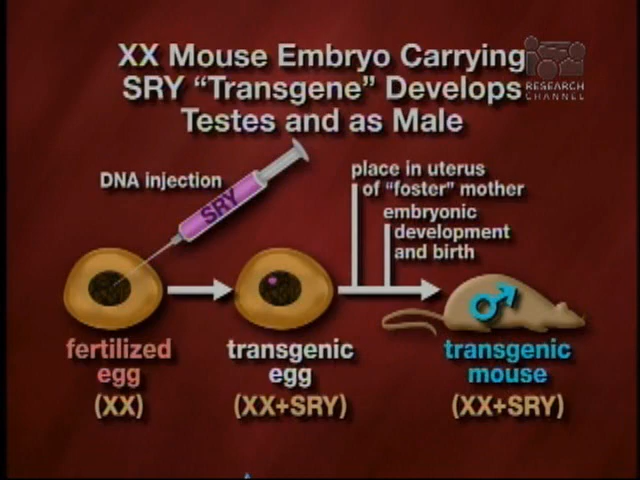 XX Mouse Embryo Carrying
SRY “Transgene” Develops
Testes and as Male
RESEARCH
CHANNEL
DNA injection
SRY
place in uterus
of “foster” mother
embryonic
development
and birth
fertilized
egg
(XX)
transgenic
egg
(XX+SRY)
transgenic
mouse
(XX+SRY)